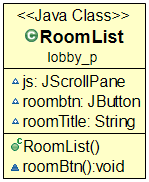 <<Java Class>>
RoomList
lobby_p
js: JScrollPane
roombtn: JButton
roomTitle: String
RoomList()
roomBtn():void